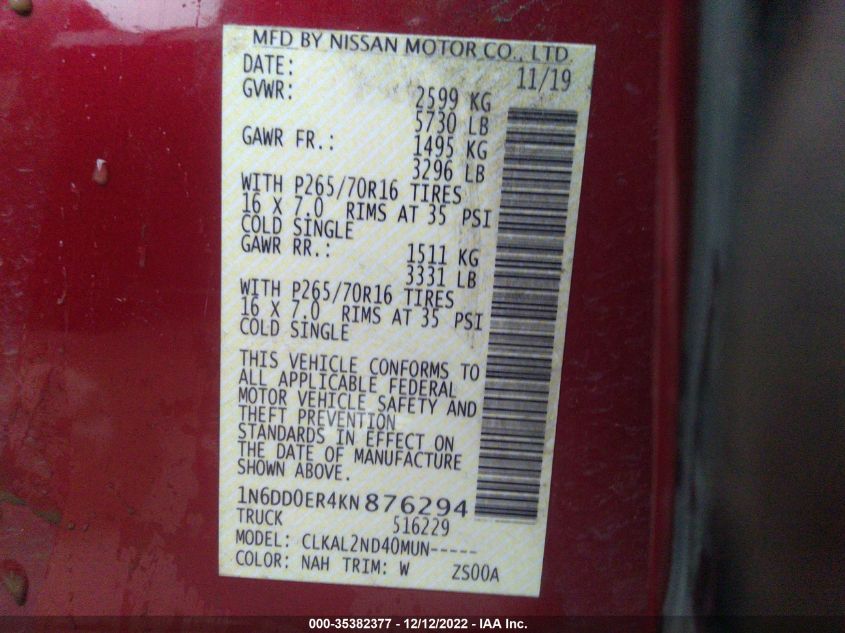 MFD BY NISSAN MOTOR CO., LTD.
DATE: 11/19
GVWR: 2599 KG
5730 LB
GAWR FR.: 1495 KG
3296 LB
WITH P265/70R16 TIRES
16 X 7.0 RIMS AT 35 PSI
COLD SINGLE
GAWR RR.: 1511 KG
3331 LB
WITH P265/70R16 TIRES
16 X 7.0 RIMS AT 35 PSI
COLD SINGLE
THIS VEHICLE CONFORMS TO
ALL APPLICABLE FEDERAL
MOTOR VEHICLE SAFETY AND
THEFT PREVENTION
STANDARDS IN EFFECT ON
THE DATE OF MANUFACTURE
SHOWN ABOVE.
1N6DD0ER4KN876294
TRUCK 516229
MODEL: CLKAL2ND40MUN-----
COLOR: NAH TRIM: W ZS00A
000-35382377 - 12/12/2022 - IAA Inc.